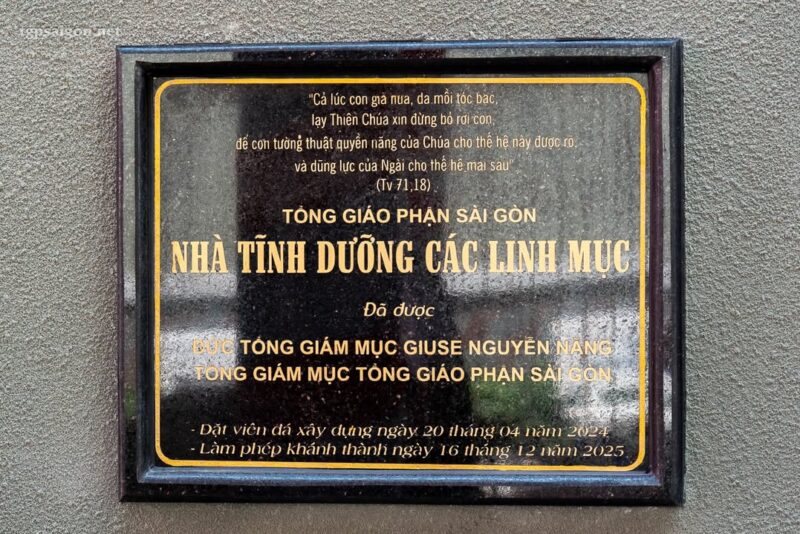 tgpsaigon.net
"Cả lúc con già nua, da mồi tóc bạc,
lạy Thiên Chúa xin đừng bỏ rơi con,
để con tường thuật quyền năng của Chúa cho thế hệ này được rõ,
và dũng lực của Ngài cho thế hệ mai sau"
(Tv 71,18)
TỔNG GIÁO PHẬN SÀI GÒN
NHÀ TĨNH DƯỠNG CÁC LINH MỤC
Đã được
ĐỨC TỔNG GIÁM MỤC GIUSE NGUYỄN NĂNG
TỔNG GIÁM MỤC TỔNG GIÁO PHẬN SÀI GÒN
- Đặt viên đá xây dựng ngày 20 tháng 04 năm 2024
- Làm phép khánh thành ngày 16 tháng 12 năm 2025